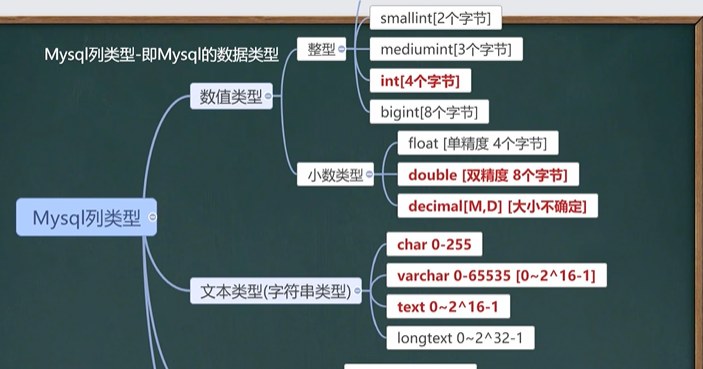 smallint[2个字节]
Mysql列类型-即Mysql的数据类型
整型
mediumint[3个字节]
int[4个字节]
数值类型
bigint[8个字节]
float [单精度 4个字节]
小数类型
double [双精度 8个字节]
decimal[M,D] [大小不确定]
Mysql列类型
char 0-255
varchar 0-65535 [0~2^16-1]
文本类型(字符串类型)
text 0~2^16-1
longtext 0~2^32-1